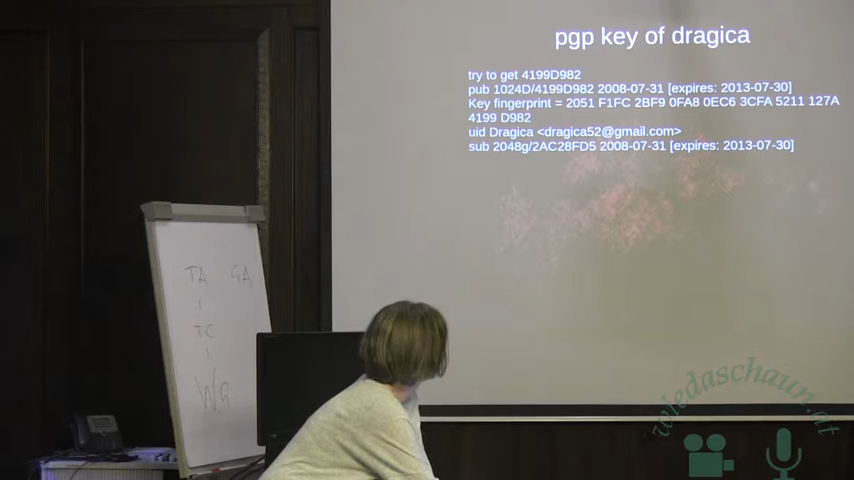 pgp key of dragica
try to get 4199D982
pub 1024D/4199D982 2008-07-31 [expires: 2013-07-30]
Key fingerprint = 2051 F1FC 2BF9 0FA8 0EC6 3CFA 5211 127A
4199 D982
uid Dragica <dragica52@gmail.com>
sub 2048g/2AC28FD5 2008-07-31 [expires: 2013-07-30]
TA GA
TC
wiedaschaun.at